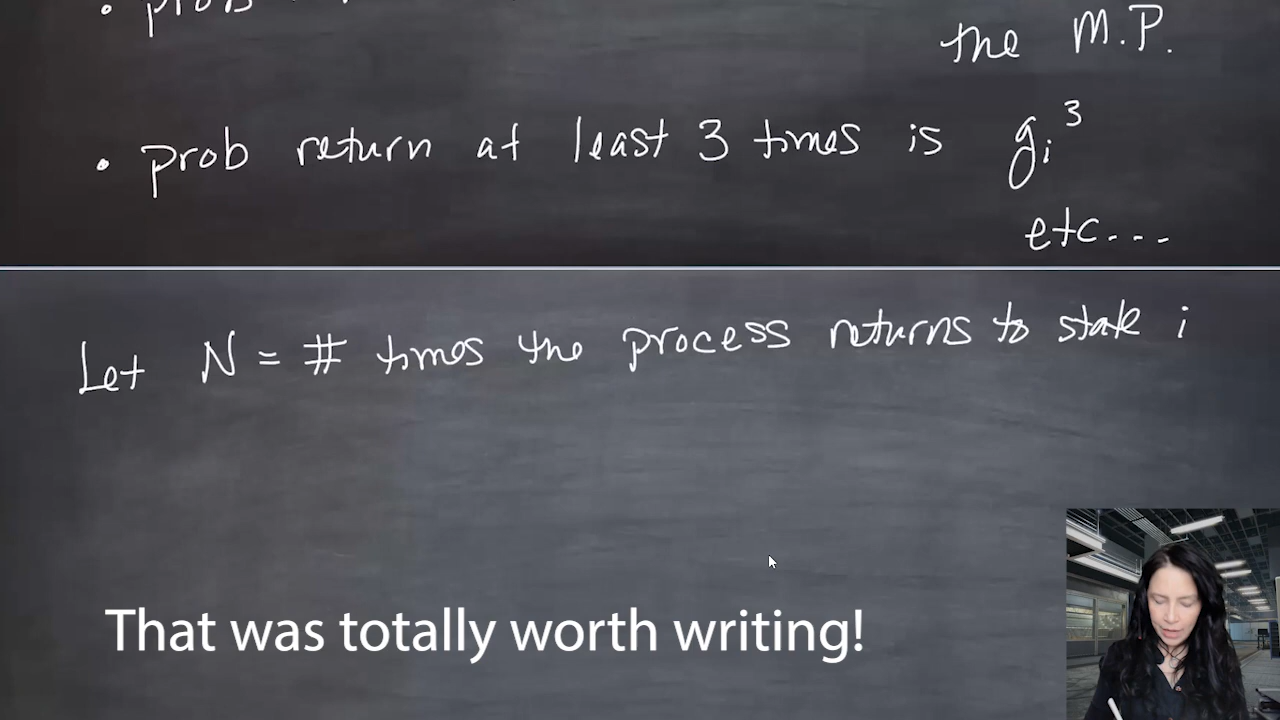 • prob
the M.P.
• prob return at least 3 times is gᵢ³
etc...
Let N = # times the process returns to state i
That was totally worth writing!